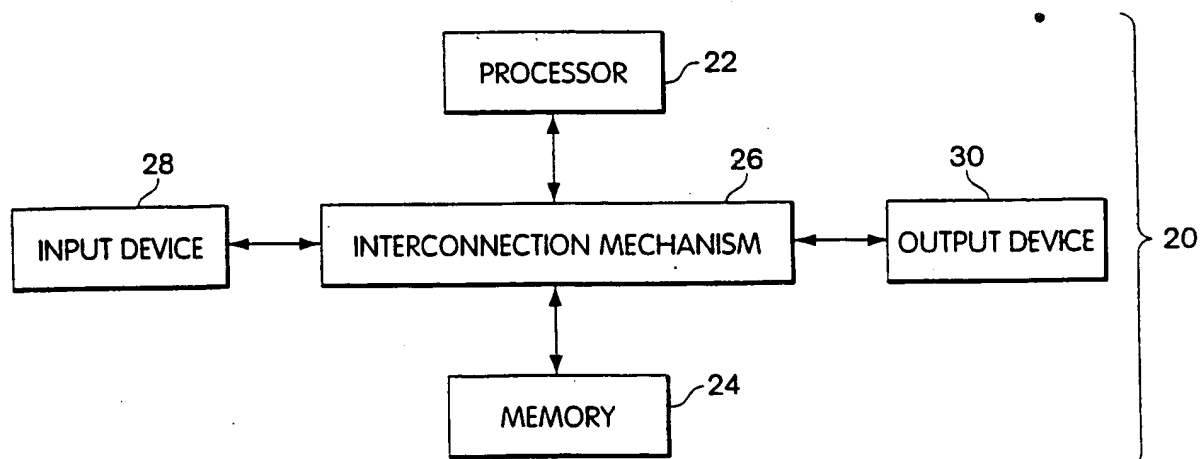 PROCESSOR
22
28
26
30
INPUT DEVICE
INTERCONNECTION MECHANISM
OUTPUT DEVICE
20
MEMORY
24